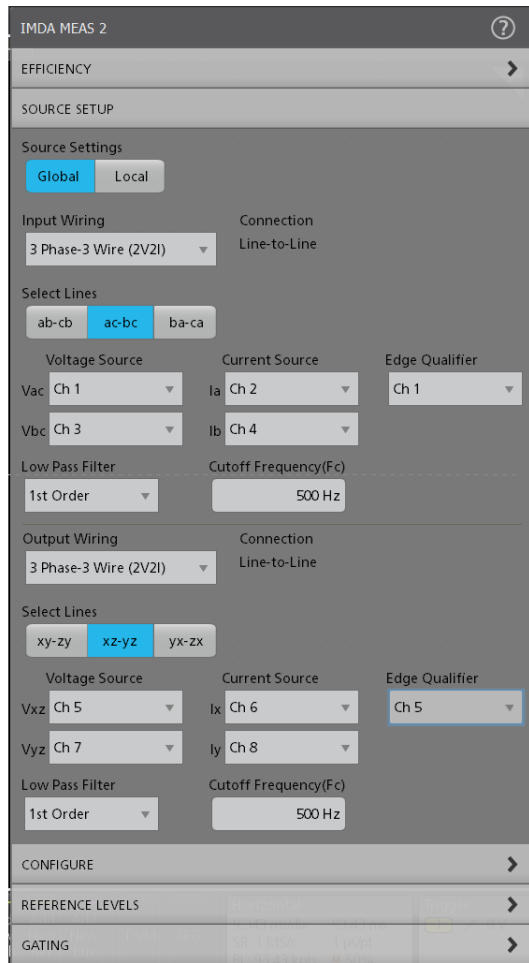 IMDA MEAS 2 ?
EFFICIENCY
SOURCE SETUP
Source Settings
Global Local
Input Wiring Connection
3 Phase-3 Wire (2V2I) Line-to-Line
Select Lines
ab-cb ac-bc ba-ca
Voltage Source Current Source Edge Qualifier
Vac Ch 1 Ia Ch 2 Ch 1
Vbc Ch 3 Ib Ch 4
Low Pass Filter Cutoff Frequency(Fc)
1st Order 500 Hz
Output Wiring Connection
3 Phase-3 Wire (2V2I) Line-to-Line
Select Lines
xy-zy xz-yz yx-zx
Voltage Source Current Source Edge Qualifier
Vxz Ch 5 Ix Ch 6 Ch 5
Vyz Ch 7 Iy Ch 8
Low Pass Filter Cutoff Frequency(Fc)
1st Order 500 Hz
CONFIGURE
REFERENCE LEVELS
GATING